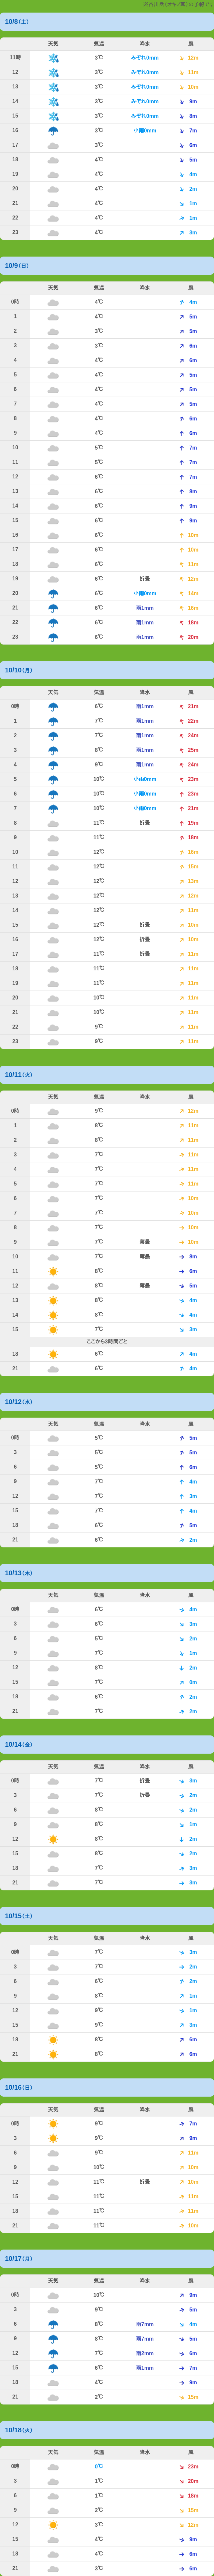 10/8(土)
天気 気温 降水 風
11時 3℃ みぞれ0mm 12m
12 3℃ みぞれ0mm 11m
13 3℃ みぞれ0mm 10m
14 3℃ みぞれ0mm 9m
15 3℃ みぞれ0mm 8m
16 3℃ 小雨0mm 7m
17 3℃ 6m
18 4℃ 5m
19 4℃ 4m
20 4℃ 2m
21 4℃ 1m
22 4℃ 1m
23 4℃ 3m
10/9(日)
天気 気温 降水 風
0時 4℃ 4m
1 4℃ 5m
2 3℃ 5m
3 3℃ 6m
4 4℃ 6m
5 4℃ 5m
6 4℃ 5m
7 4℃ 5m
8 4℃ 6m
9 4℃ 6m
10 5℃ 7m
11 5℃ 7m
12 6℃ 7m
13 6℃ 8m
14 6℃ 9m
15 6℃ 9m
16 6℃ 10m
17 6℃ 10m
18 6℃ 11m
19 6℃ 折曇 12m
20 6℃ 小雨0mm 14m
21 6℃ 雨1mm 16m
22 6℃ 雨1mm 18m
23 6℃ 雨1mm 20m
10/10(月)
天気 気温 降水 風
0時 6℃ 雨1mm 21m
1 7℃ 雨1mm 22m
2 7℃ 雨1mm 24m
3 8℃ 雨1mm 25m
4 9℃ 雨1mm 24m
5 10℃ 小雨0mm 23m
6 10℃ 小雨0mm 23m
7 10℃ 小雨0mm 21m
8 11℃ 折曇 19m
9 11℃ 18m
10 12℃ 16m
11 12℃ 15m
12 12℃ 13m
13 12℃ 12m
14 12℃ 11m
15 12℃ 折曇 10m
16 12℃ 折曇 10m
17 11℃ 折曇 11m
18 11℃ 11m
19 11℃ 11m
20 10℃ 11m
21 10℃ 11m
22 9℃ 11m
23 9℃ 11m
10/11(火)
天気 気温 降水 風
0時 9℃ 12m
1 8℃ 11m
2 8℃ 11m
3 7℃ 11m
4 7℃ 11m
5 7℃ 11m
6 7℃ 10m
7 7℃ 10m
8 7℃ 10m
9 7℃ 薄曇 10m
10 7℃ 薄曇 8m
11 8℃ 6m
12 8℃ 薄曇 5m
13 8℃ 4m
14 8℃ 4m
15 7℃ 3m
ここから3時間ごと
18 6℃ 4m
21 6℃ 4m
10/12(水)
天気 気温 降水 風
0時 5℃ 5m
3 5℃ 5m
6 5℃ 6m
9 7℃ 4m
12 7℃ 3m
15 7℃ 4m
18 6℃ 5m
21 6℃ 2m
10/13(木)
天気 気温 降水 風
0時 6℃ 4m
3 6℃ 3m
6 5℃ 2m
9 7℃ 1m
12 8℃ 2m
15 7℃ 0m
18 6℃ 2m
21 7℃ 2m
10/14(金)
天気 気温 降水 風
0時 7℃ 折曇 3m
3 7℃ 折曇 2m
6 8℃ 2m
9 8℃ 1m
12 8℃ 2m
15 8℃ 2m
18 7℃ 3m
21 7℃ 3m
10/15(土)
天気 気温 降水 風
0時 7℃ 3m
3 7℃ 2m
6 6℃ 2m
9 8℃ 1m
12 9℃ 1m
15 9℃ 3m
18 8℃ 6m
21 8℃ 6m
10/16(日)
天気 気温 降水 風
0時 9℃ 7m
3 9℃ 9m
6 9℃ 11m
9 10℃ 10m
12 11℃ 折曇 10m
15 11℃ 11m
18 11℃ 11m
21 11℃ 10m
10/17(月)
天気 気温 降水 風
0時 10℃ 9m
3 9℃ 5m
6 8℃ 雨7mm 4m
9 8℃ 雨7mm 5m
12 7℃ 雨2mm 6m
15 6℃ 雨1mm 7m
18 4℃ 9m
21 2℃ 15m
10/18(火)
天気 気温 降水 風
0時 0℃ 23m
3 1℃ 20m
6 1℃ 18m
9 2℃ 15m
12 3℃ 12m
15 4℃ 9m
18 4℃ 6m
21 3℃ 6m